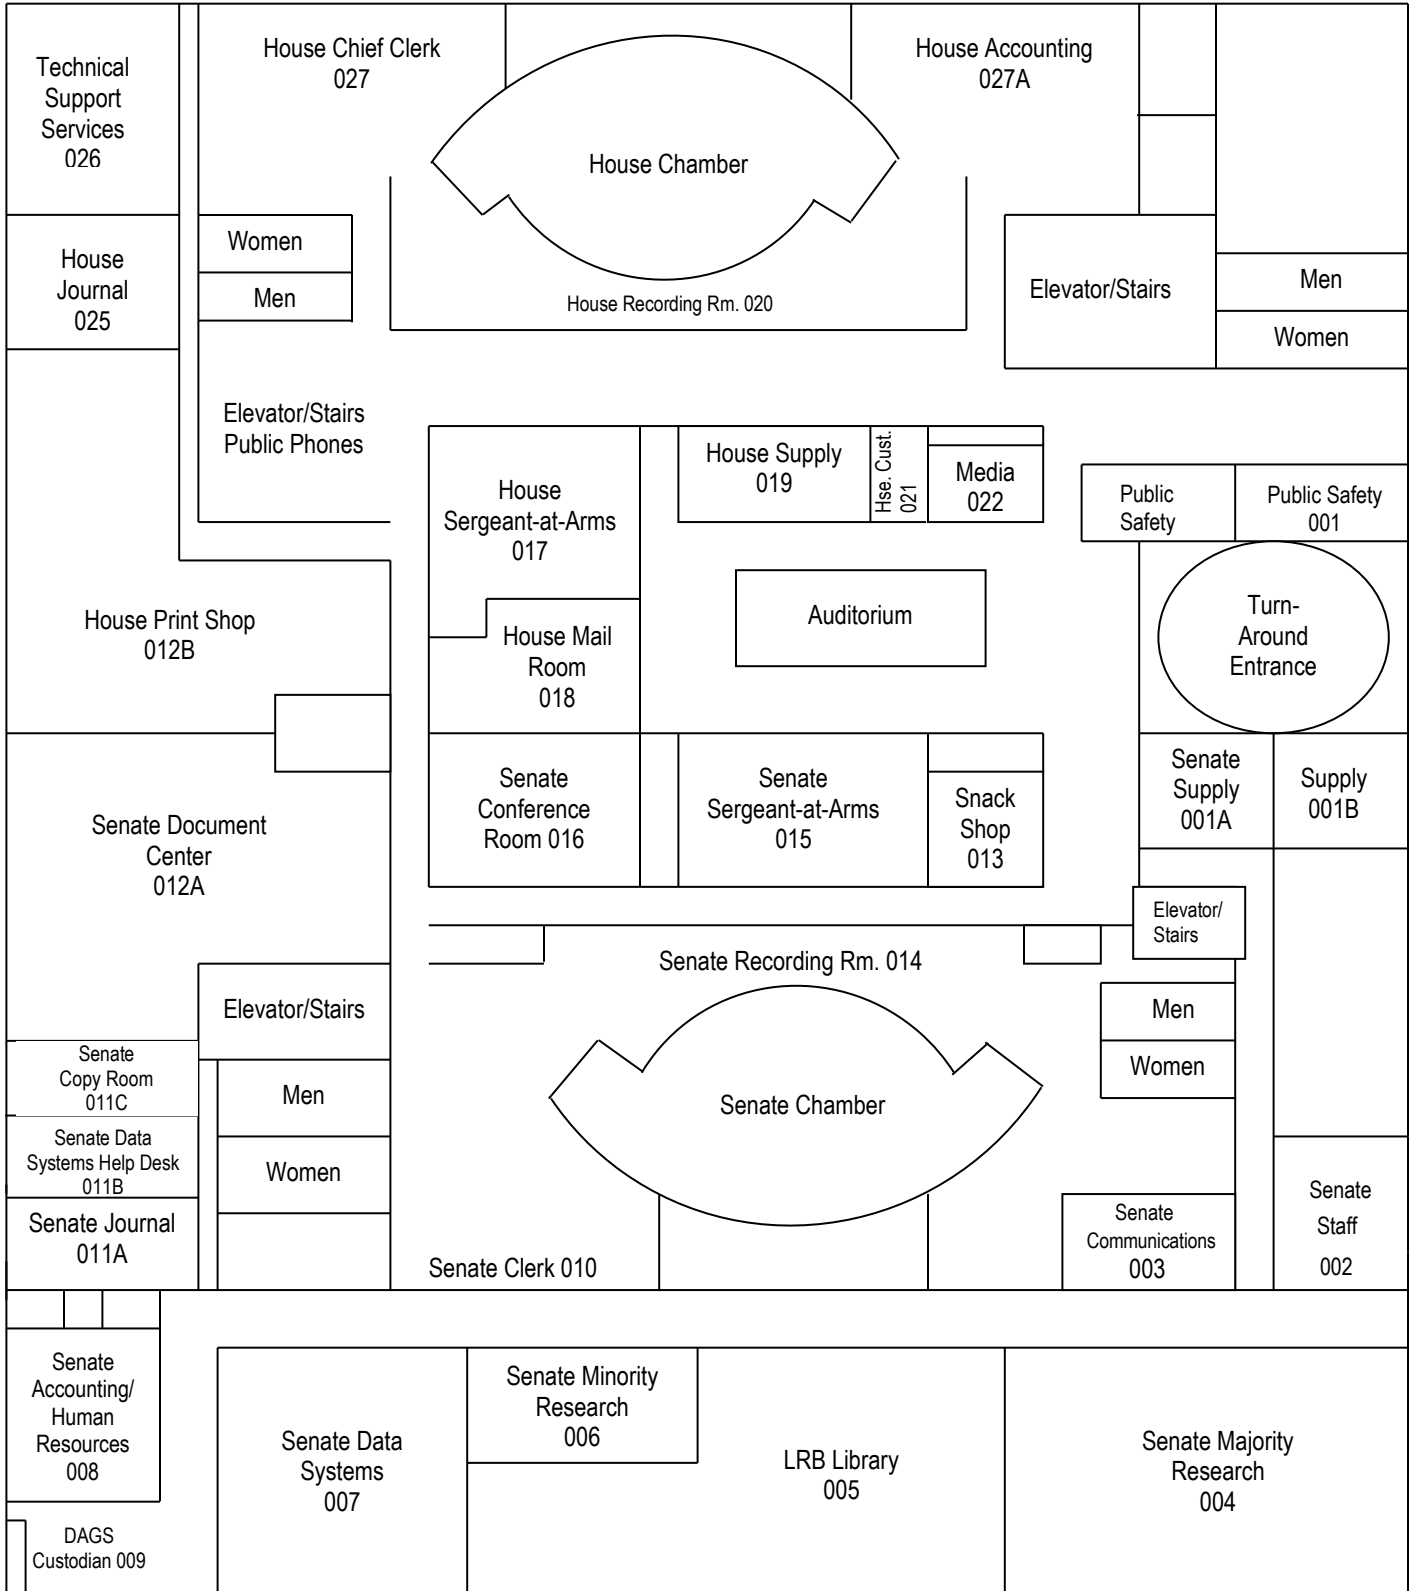 Technical
Support
Services
026
House Chief Clerk
027
House Chamber
House Accounting
027A
House
Journal
025
Women
Men
House Recording Rm. 020
Elevator/Stairs
Men
Women
Elevator/Stairs
Public Phones
House
Sergeant-at-Arms
017
House Supply
019
Hse. Cust.
021
Media
022
Public
Safety
Public Safety
001
House Print Shop
012B
House Mail
Room
018
Auditorium
Turn-
Around
Entrance
Senate Document
Center
012A
Senate
Conference
Room 016
Senate
Sergeant-at-Arms
015
Snack
Shop
013
Senate
Supply
001A
Supply
001B
Elevator/
Stairs
Senate Recording Rm. 014
Elevator/Stairs
Men
Women
Senate
Copy Room
011C
Men
Senate Chamber
Senate Data
Systems Help Desk
011B
Women
Senate Journal
011A
Senate Clerk 010
Senate
Communications
003
Senate
Staff
002
Senate
Accounting/
Human
Resources
008
Senate Data
Systems
007
Senate Minority
Research
006
LRB Library
005
Senate Majority
Research
004
DAGS
Custodian 009